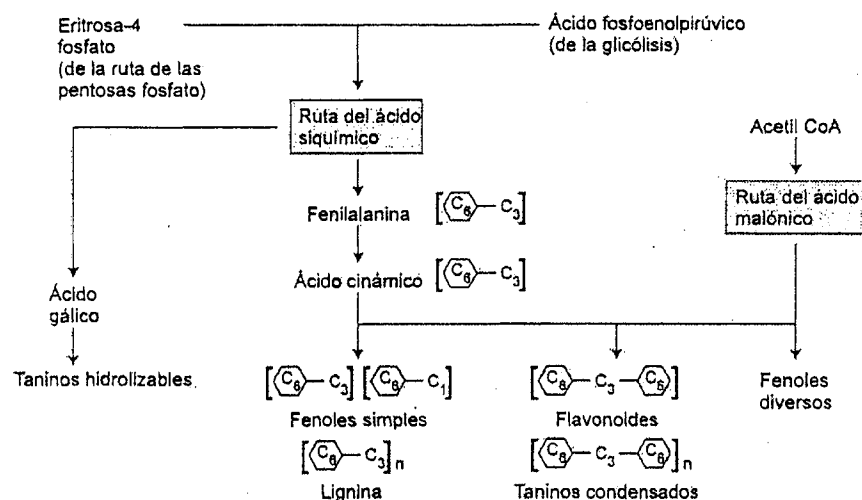 Eritrosa-4
fosfato
(de la ruta de las
pentosas fosfato)
Ácido fosfoenolpirúvico
(de la glicólisis)
Ruta del ácido
siquímico
Acetil CoA
Ruta del ácido
malónico
Fenilalanina [C6 — C3]
Ácido cinámico [C6 — C3]
Ácido
gálico
Taninos hidrolizables
[C6 — C3] [C6 — C1]
Fenoles simples
[C6 — C3]n
Lignina
[C6 — C3 — C6]
Flavonoides
[C6 — C3 — C6]n
Taninos condensados
Fenoles
diversos